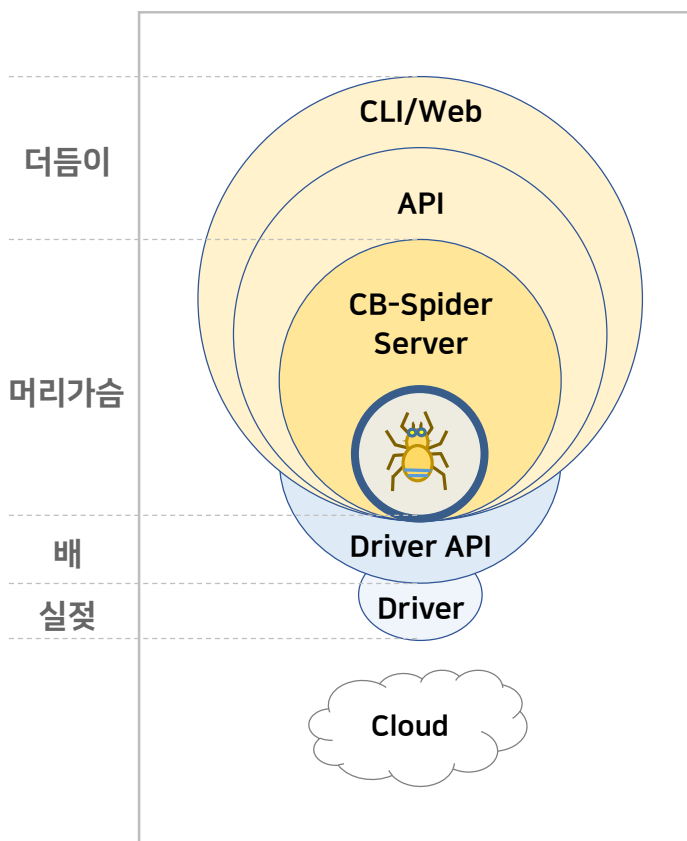 CLI/Web
더듬이
API
CB-Spider
Server
머리가슴
배
Driver API
실젖
Driver
Cloud